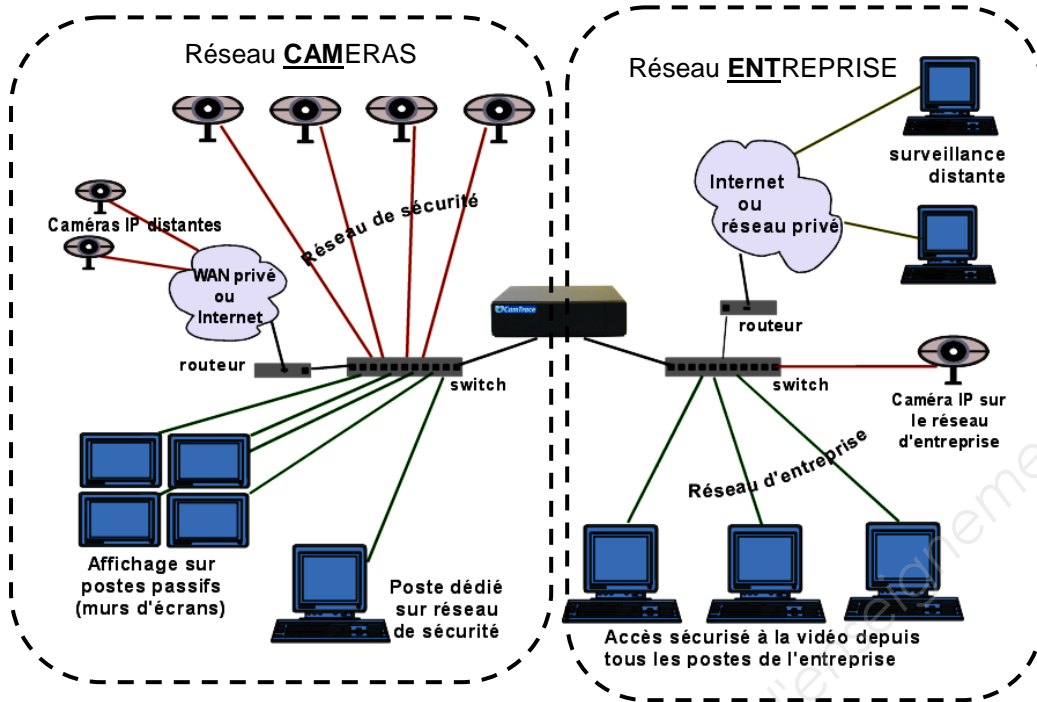 Réseau CAMERAS
Caméras IP distantes
Réseau de sécurité
WAN privé
ou
Internet
routeur
switch
Affichage sur
postes passifs
(murs d'écrans)
Poste dédié
sur réseau
de sécurité
CamTrace
Réseau ENTREPRISE
surveillance
distante
Internet
ou
réseau privé
routeur
switch
Caméra IP sur
le réseau
d'entreprise
Réseau d'entreprise
Accès sécurisé à la vidéo depuis
tous les postes de l'entreprise